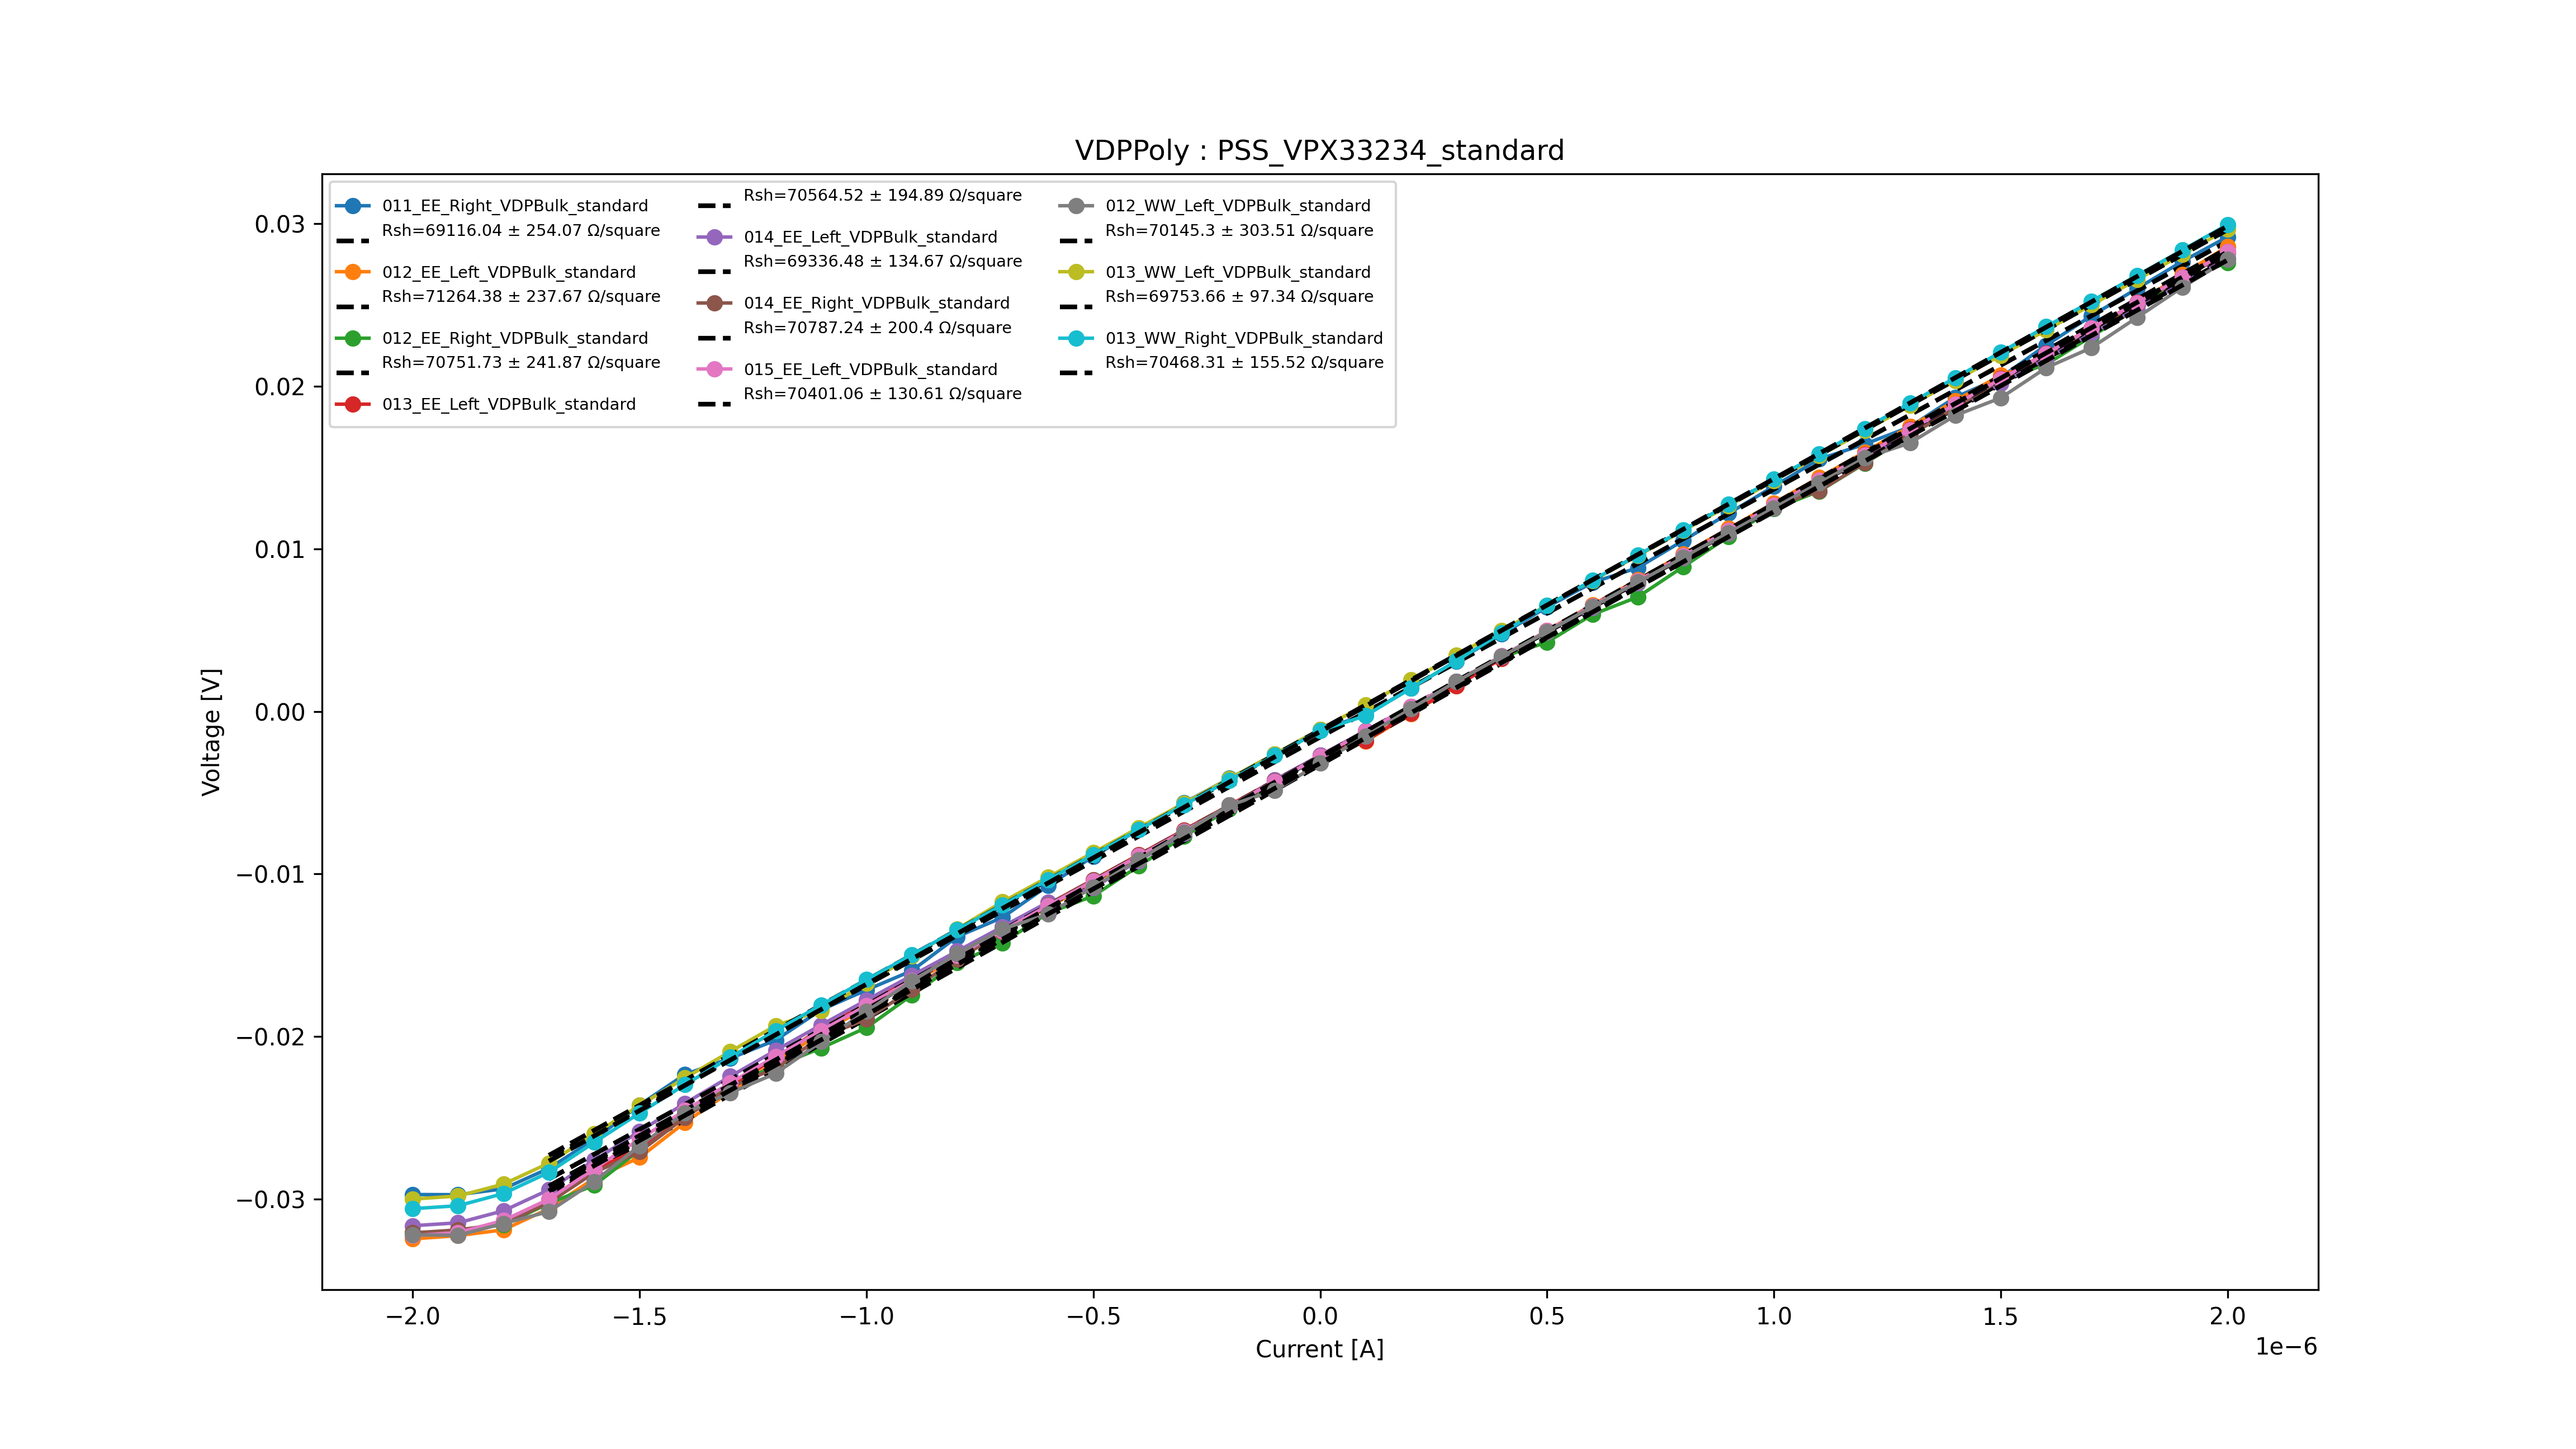 VDPPoly : PSS_VPX33234_standard
011_EE_Right_VDPBulk_standard
Rsh=69116.04 ± 254.07 Ω/square
012_EE_Left_VDPBulk_standard
Rsh=71264.38 ± 237.67 Ω/square
012_EE_Right_VDPBulk_standard
Rsh=70751.73 ± 241.87 Ω/square
013_EE_Left_VDPBulk_standard
Rsh=70564.52 ± 194.89 Ω/square
014_EE_Left_VDPBulk_standard
Rsh=69336.48 ± 134.67 Ω/square
014_EE_Right_VDPBulk_standard
Rsh=70787.24 ± 200.4 Ω/square
015_EE_Left_VDPBulk_standard
Rsh=70401.06 ± 130.61 Ω/square
012_WW_Left_VDPBulk_standard
Rsh=70145.3 ± 303.51 Ω/square
013_WW_Left_VDPBulk_standard
Rsh=69753.66 ± 97.34 Ω/square
013_WW_Right_VDPBulk_standard
Rsh=70468.31 ± 155.52 Ω/square
0.03
0.02
0.01
0.00
−0.01
−0.02
−0.03
Voltage [V]
−2.0 −1.5 −1.0 −0.5 0.0 0.5 1.0 1.5 2.0
1e−6
Current [A]